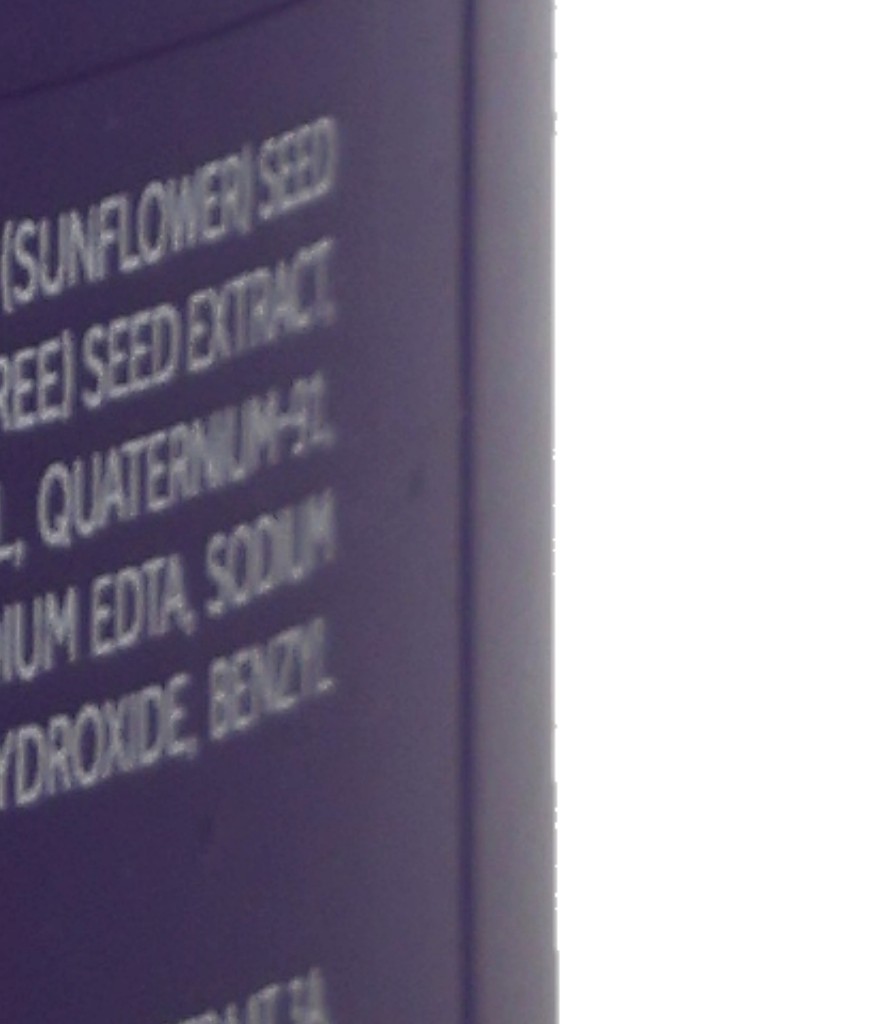 (SUNFLOWER) SEED
REE) SEED EXTRACT,
L, QUATERNIUM-91,
IUM EDTA, SODIUM
YDROXIDE, BENZYL